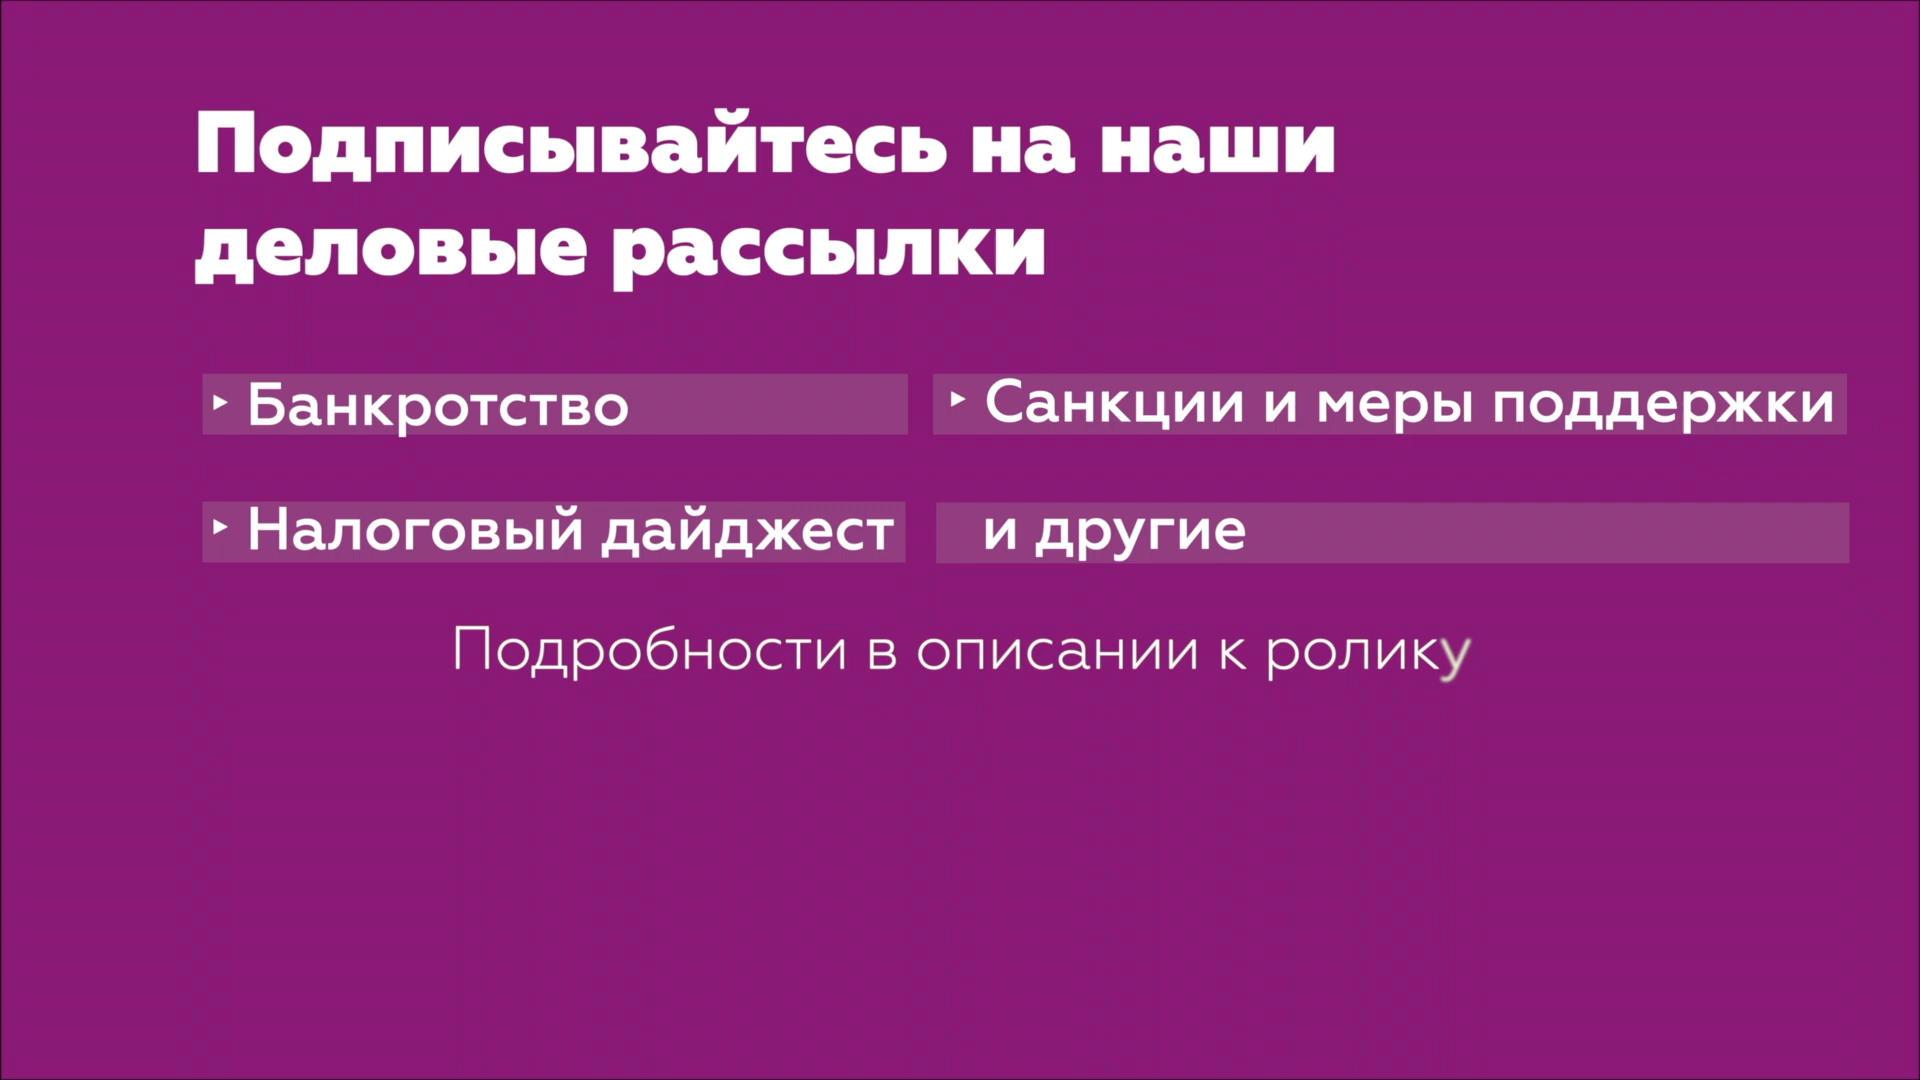 Подписывайтесь на наши
деловые рассылки
‣ Банкротство
‣ Санкции и меры поддержки
‣ Налоговый дайджест
и другие
Подробности в описании к ролику